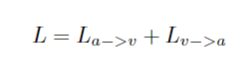 L = L_{a->v} + L_{v->a}